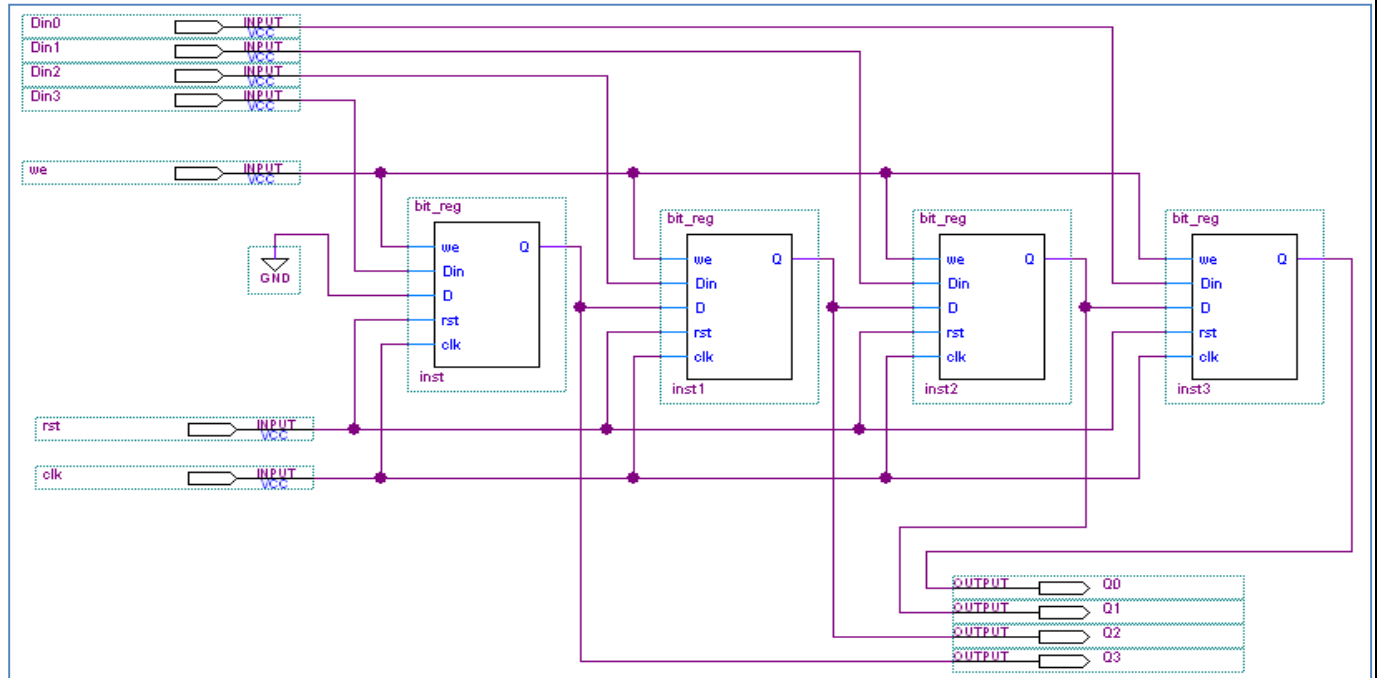 Din0 INPUT
VCC
Din1 INPUT
VCC
Din2 INPUT
VCC
Din3 INPUT
VCC
we INPUT
VCC
bit_reg
we Q
Din
D
rst
clk
inst
bit_reg
we Q
Din
D
rst
clk
inst1
bit_reg
we Q
Din
D
rst
clk
inst2
bit_reg
we Q
Din
D
rst
clk
inst3
GND
rst INPUT
VCC
clk INPUT
VCC
OUTPUT Q0
OUTPUT Q1
OUTPUT Q2
OUTPUT Q3